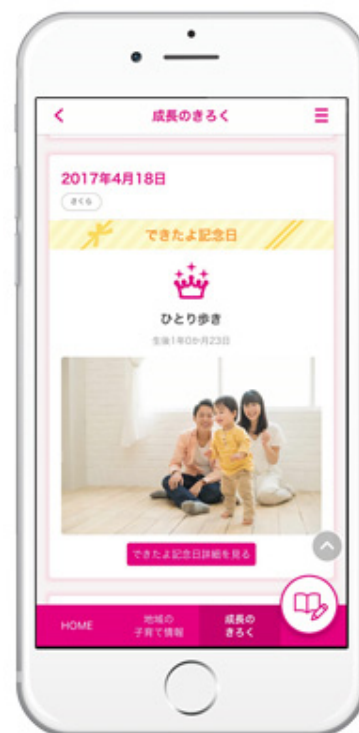 成長のきろく
2017年4月18日
さくら
できたよ記念日
ひとり歩き
生後1年0か月23日
できたよ記念日詳細を見る
HOME
地域の
子育て情報
成長の
きろく